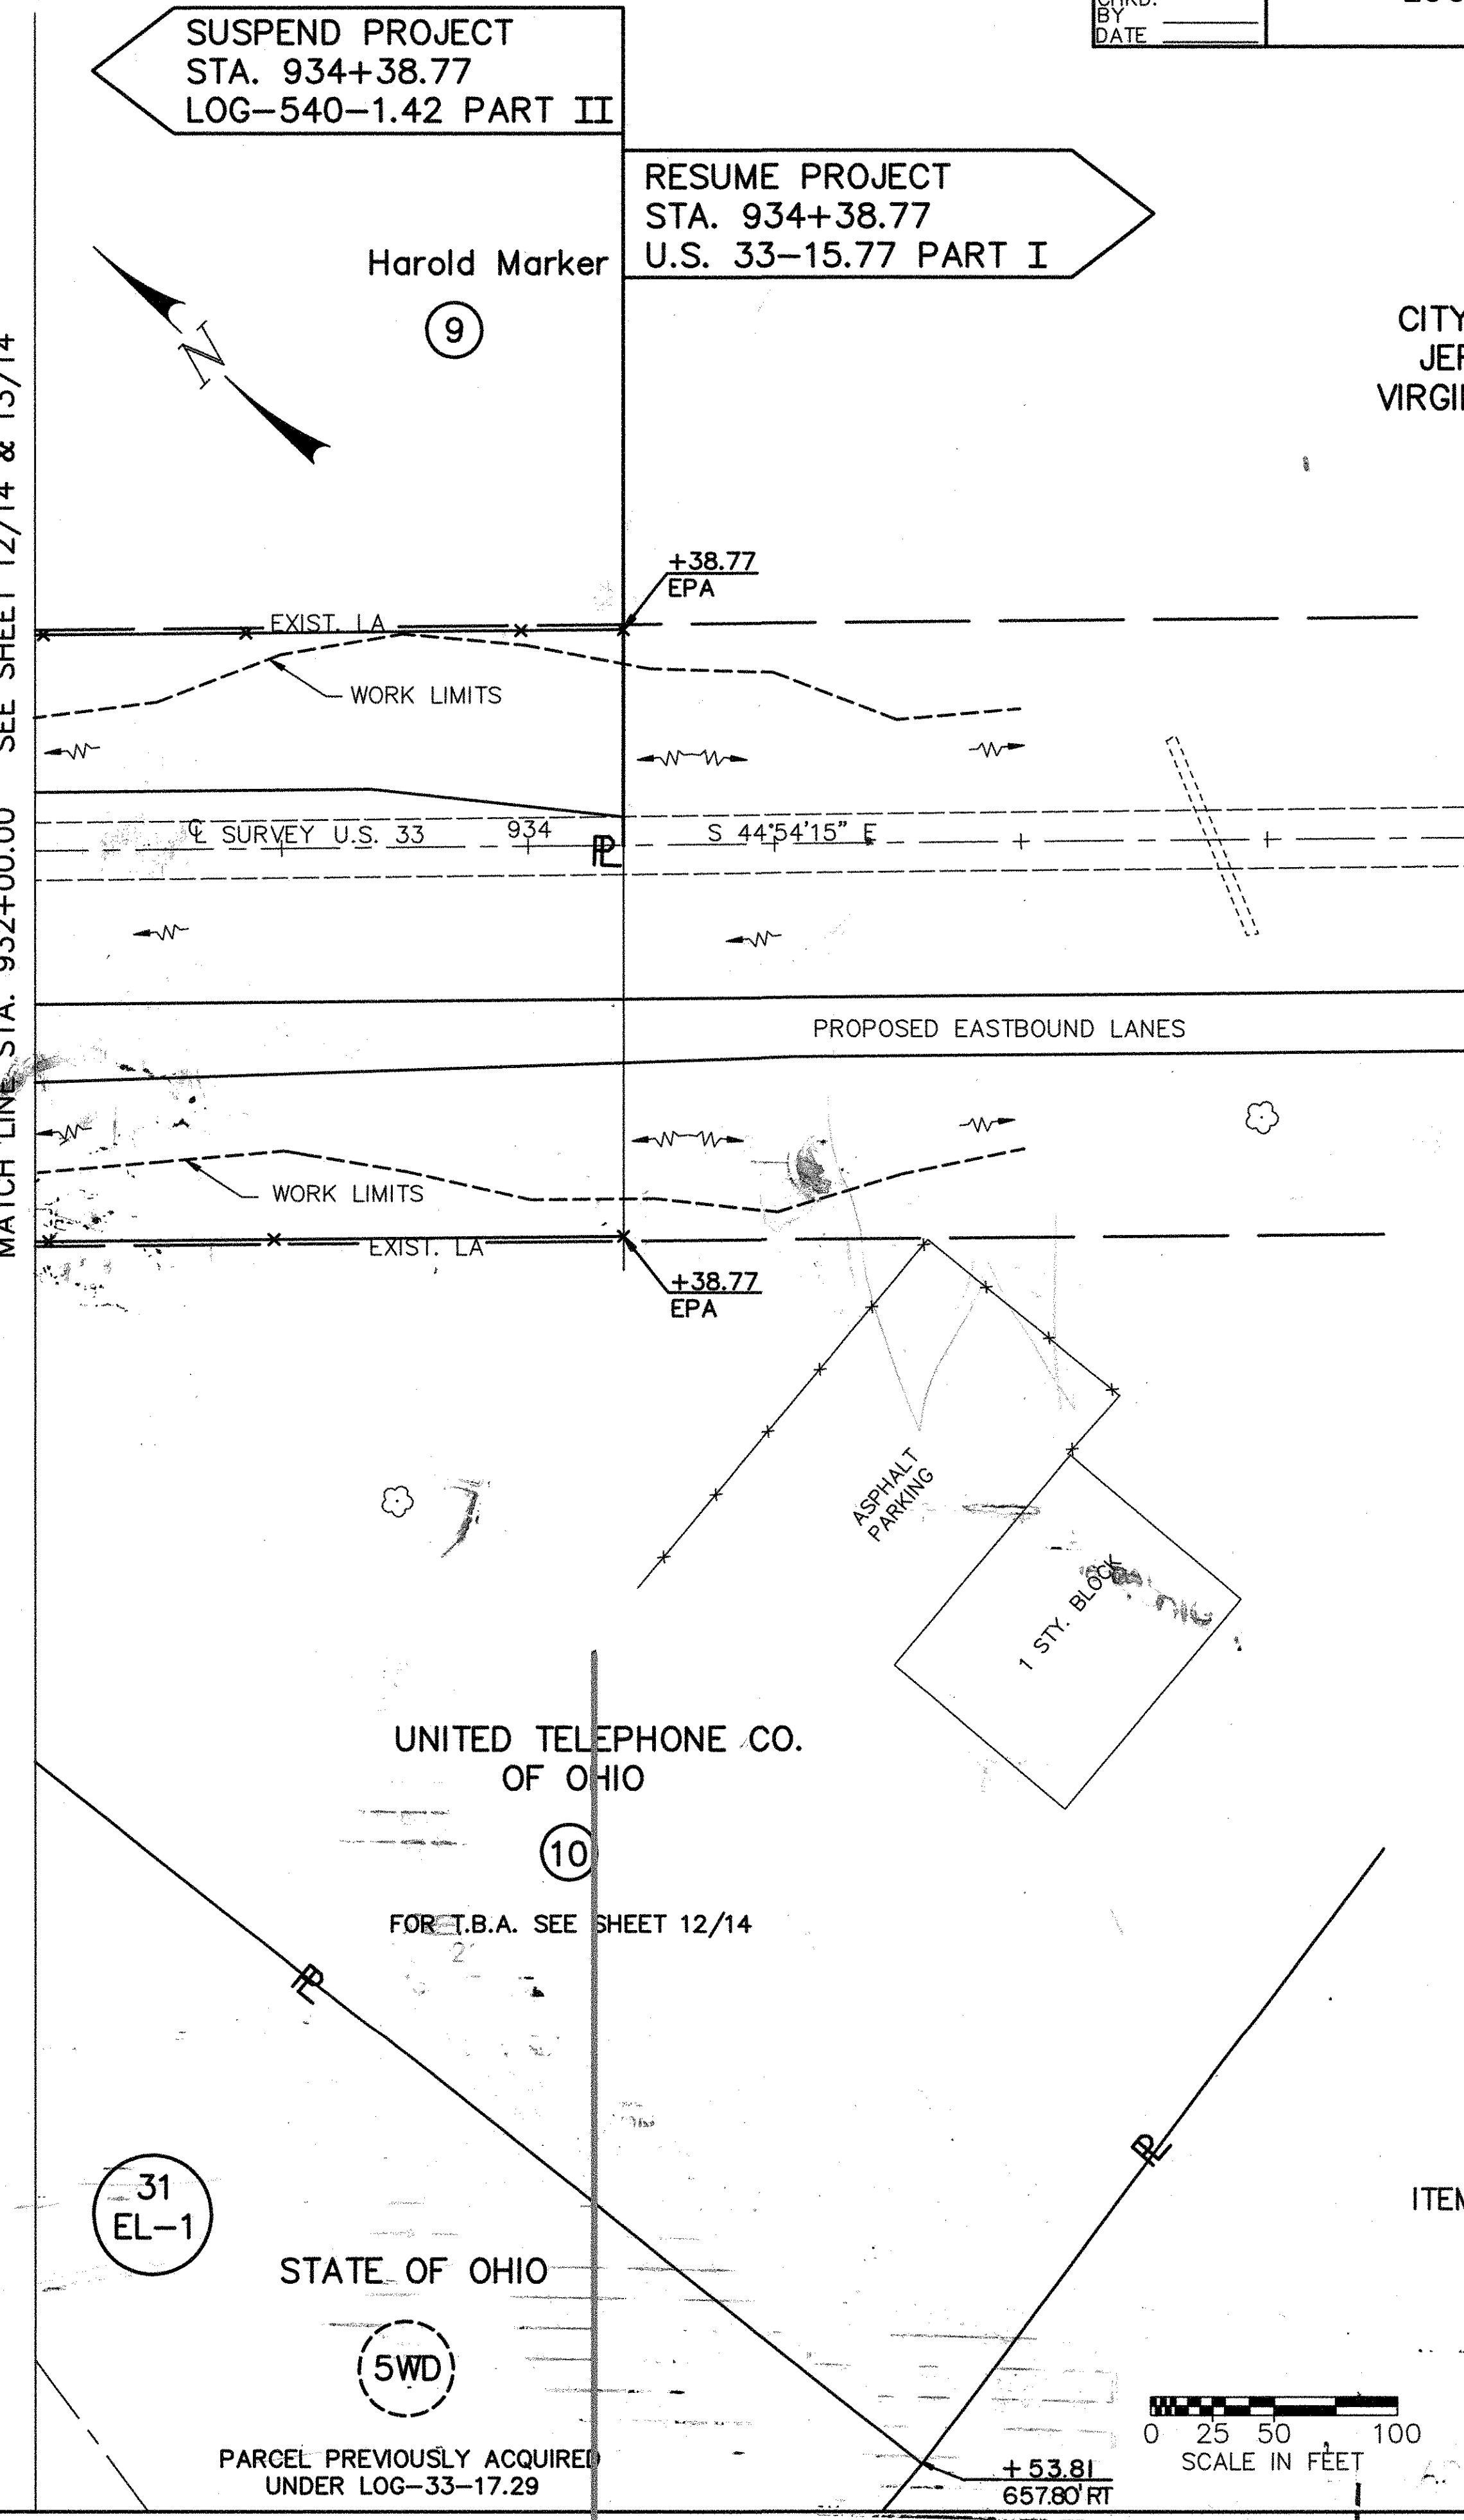 SUSPEND PROJECT
STA. 934+38.77
LOG-540-1.42 PART II
BY
DATE
RESUME PROJECT
STA. 934+38.77
U.S. 33-15.77 PART I
Harold Marker
9
N
CITY
JEF
VIRGI
MATCH LINE STA. 932+00.00 SEE SHEET 12/14 & 13/14
+38.77
EPA
EXIST. LA
WORK LIMITS
℄ SURVEY U.S. 33
934
S 44°54'15" E
PL
PROPOSED EASTBOUND LANES
WORK LIMITS
EXIST. LA
+38.77
EPA
ASPHALT
PARKING
1 STY. BLOCK
UNITED TELEPHONE CO.
OF OHIO
10
FOR T.B.A. SEE SHEET 12/14
PL
PL
31
EL-1
ITEM
STATE OF OHIO
5WD
PARCEL PREVIOUSLY ACQUIRED
UNDER LOG-33-17.29
+53.81
657.80' RT
0 25 50 100
SCALE IN FEET